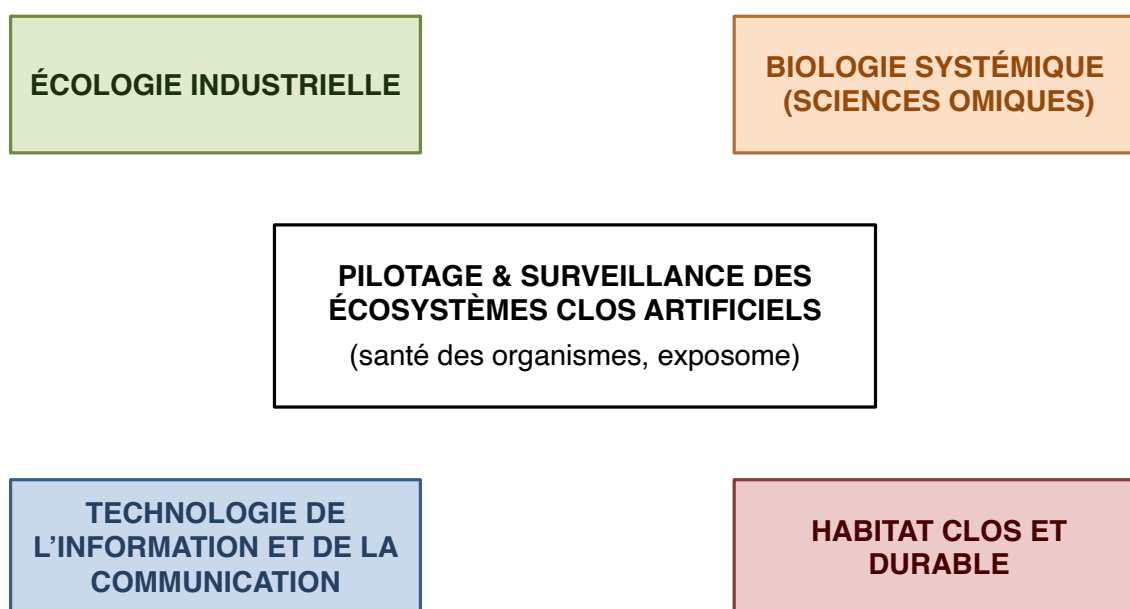 ÉCOLOGIE INDUSTRIELLE
BIOLOGIE SYSTÉMIQUE
(SCIENCES OMIQUES)
PILOTAGE & SURVEILLANCE DES
ÉCOSYSTÈMES CLOS ARTIFICIELS
(santé des organismes, exposome)
TECHNOLOGIE DE
L’INFORMATION ET DE LA
COMMUNICATION
HABITAT CLOS ET
DURABLE